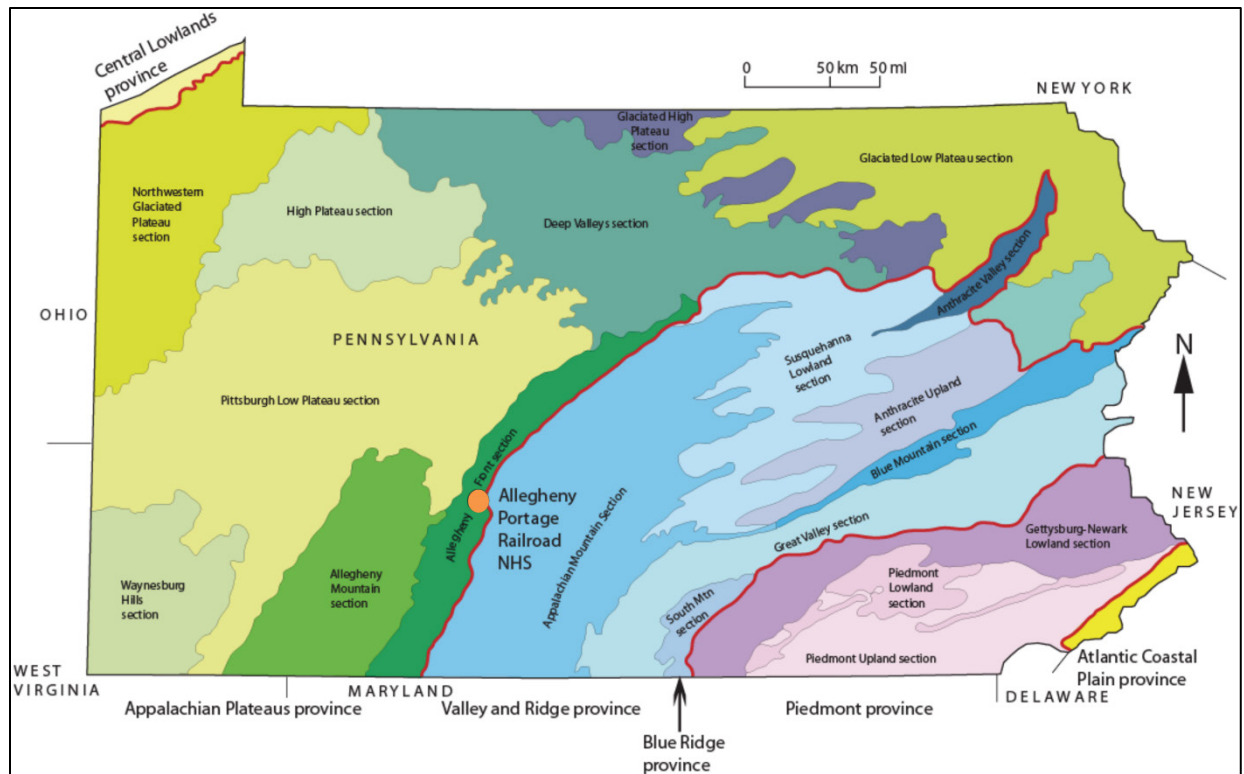 Central Lowlands
province
0
50 km
50 ml
NEW YORK
Glaciated High
Plateau
section
Glaciated Low Plateau section
Northwestern
Glaciated
Plateau
section
High Plateau section
Deep Valleys section
Anthracite Valley section
OHIO
PENNSYLVANIA
Susquehanna
Lowland
section
N
Pittsburgh Low Plateau section
Anthracite Upland
section
Blue Mountain section
Allegheny Font section
Allegheny
Portage
Railroad
NHS
Appalachian Mountain Section
Great Valley section
NEW
JERSEY
Gettysburg-Newark
Lowland section
Waynesburg
Hills
section
Allegheny
Mountain
section
South Mtn
section
Piedmont
Lowland
section
Piedmont Upland section
WEST
VIRGINIA
MARYLAND
DELAWARE
Atlantic Coastal
Plain province
Appalachian Plateaus province
Valley and Ridge province
Piedmont province
Blue Ridge
province